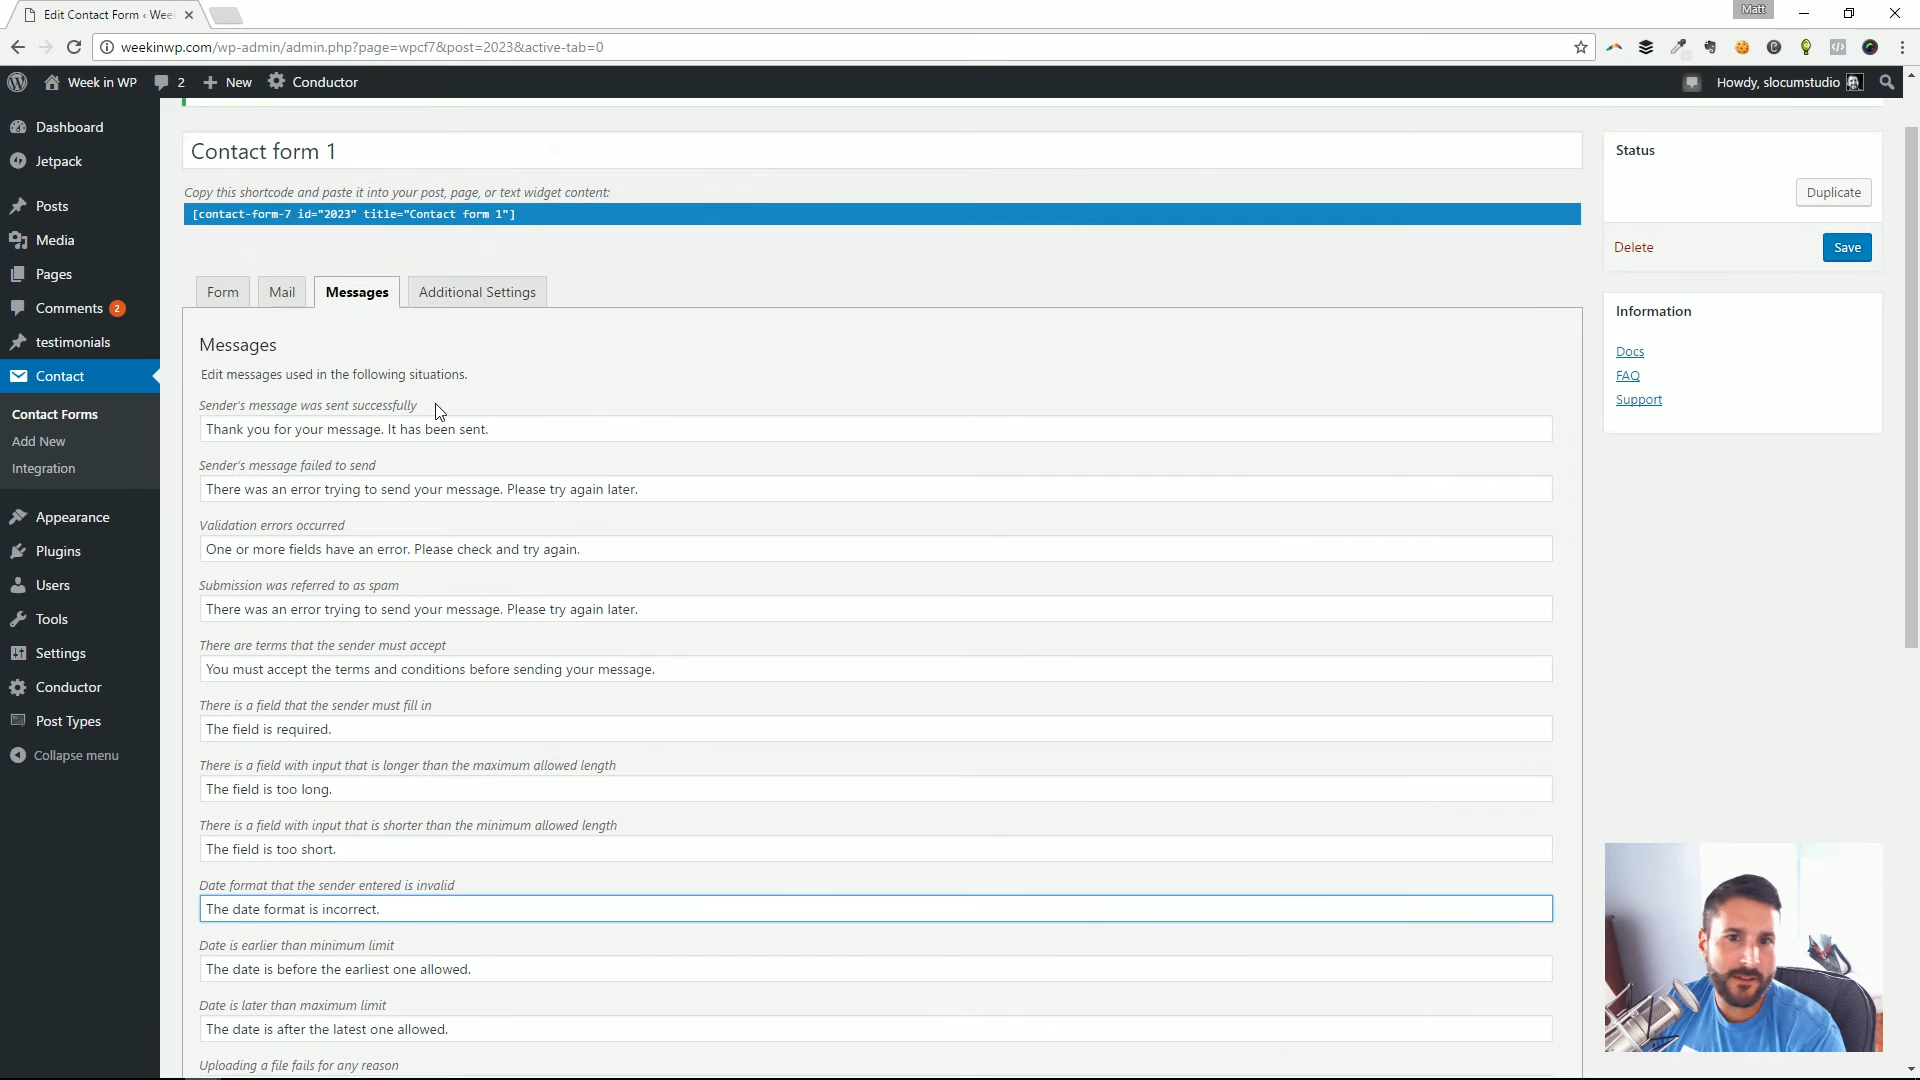 Edit Contact Form ‹ Wee
Matt
weekinwp.com/wp-admin/admin.php?page=wpcf7&post=2023&active-tab=0
Week in WP
2
New
Conductor
Howdy, slocumstudio
Dashboard
Jetpack
Posts
Media
Pages
Comments 2
testimonials
Contact
Contact Forms
Add New
Integration
Appearance
Plugins
Users
Tools
Settings
Conductor
Post Types
Collapse menu
Contact form 1
Copy this shortcode and paste it into your post, page, or text widget content:
[contact-form-7 id="2023" title="Contact form 1"]
Form
Mail
Messages
Additional Settings
Messages
Edit messages used in the following situations.
Sender's message was sent successfully
Thank you for your message. It has been sent.
Sender's message failed to send
There was an error trying to send your message. Please try again later.
Validation errors occurred
One or more fields have an error. Please check and try again.
Submission was referred to as spam
There was an error trying to send your message. Please try again later.
There are terms that the sender must accept
You must accept the terms and conditions before sending your message.
There is a field that the sender must fill in
The field is required.
There is a field with input that is longer than the maximum allowed length
The field is too long.
There is a field with input that is shorter than the minimum allowed length
The field is too short.
Date format that the sender entered is invalid
The date format is incorrect.
Date is earlier than minimum limit
The date is before the earliest one allowed.
Date is later than maximum limit
The date is after the latest one allowed.
Uploading a file fails for any reason
Status
Duplicate
Delete
Save
Information
Docs
FAQ
Support